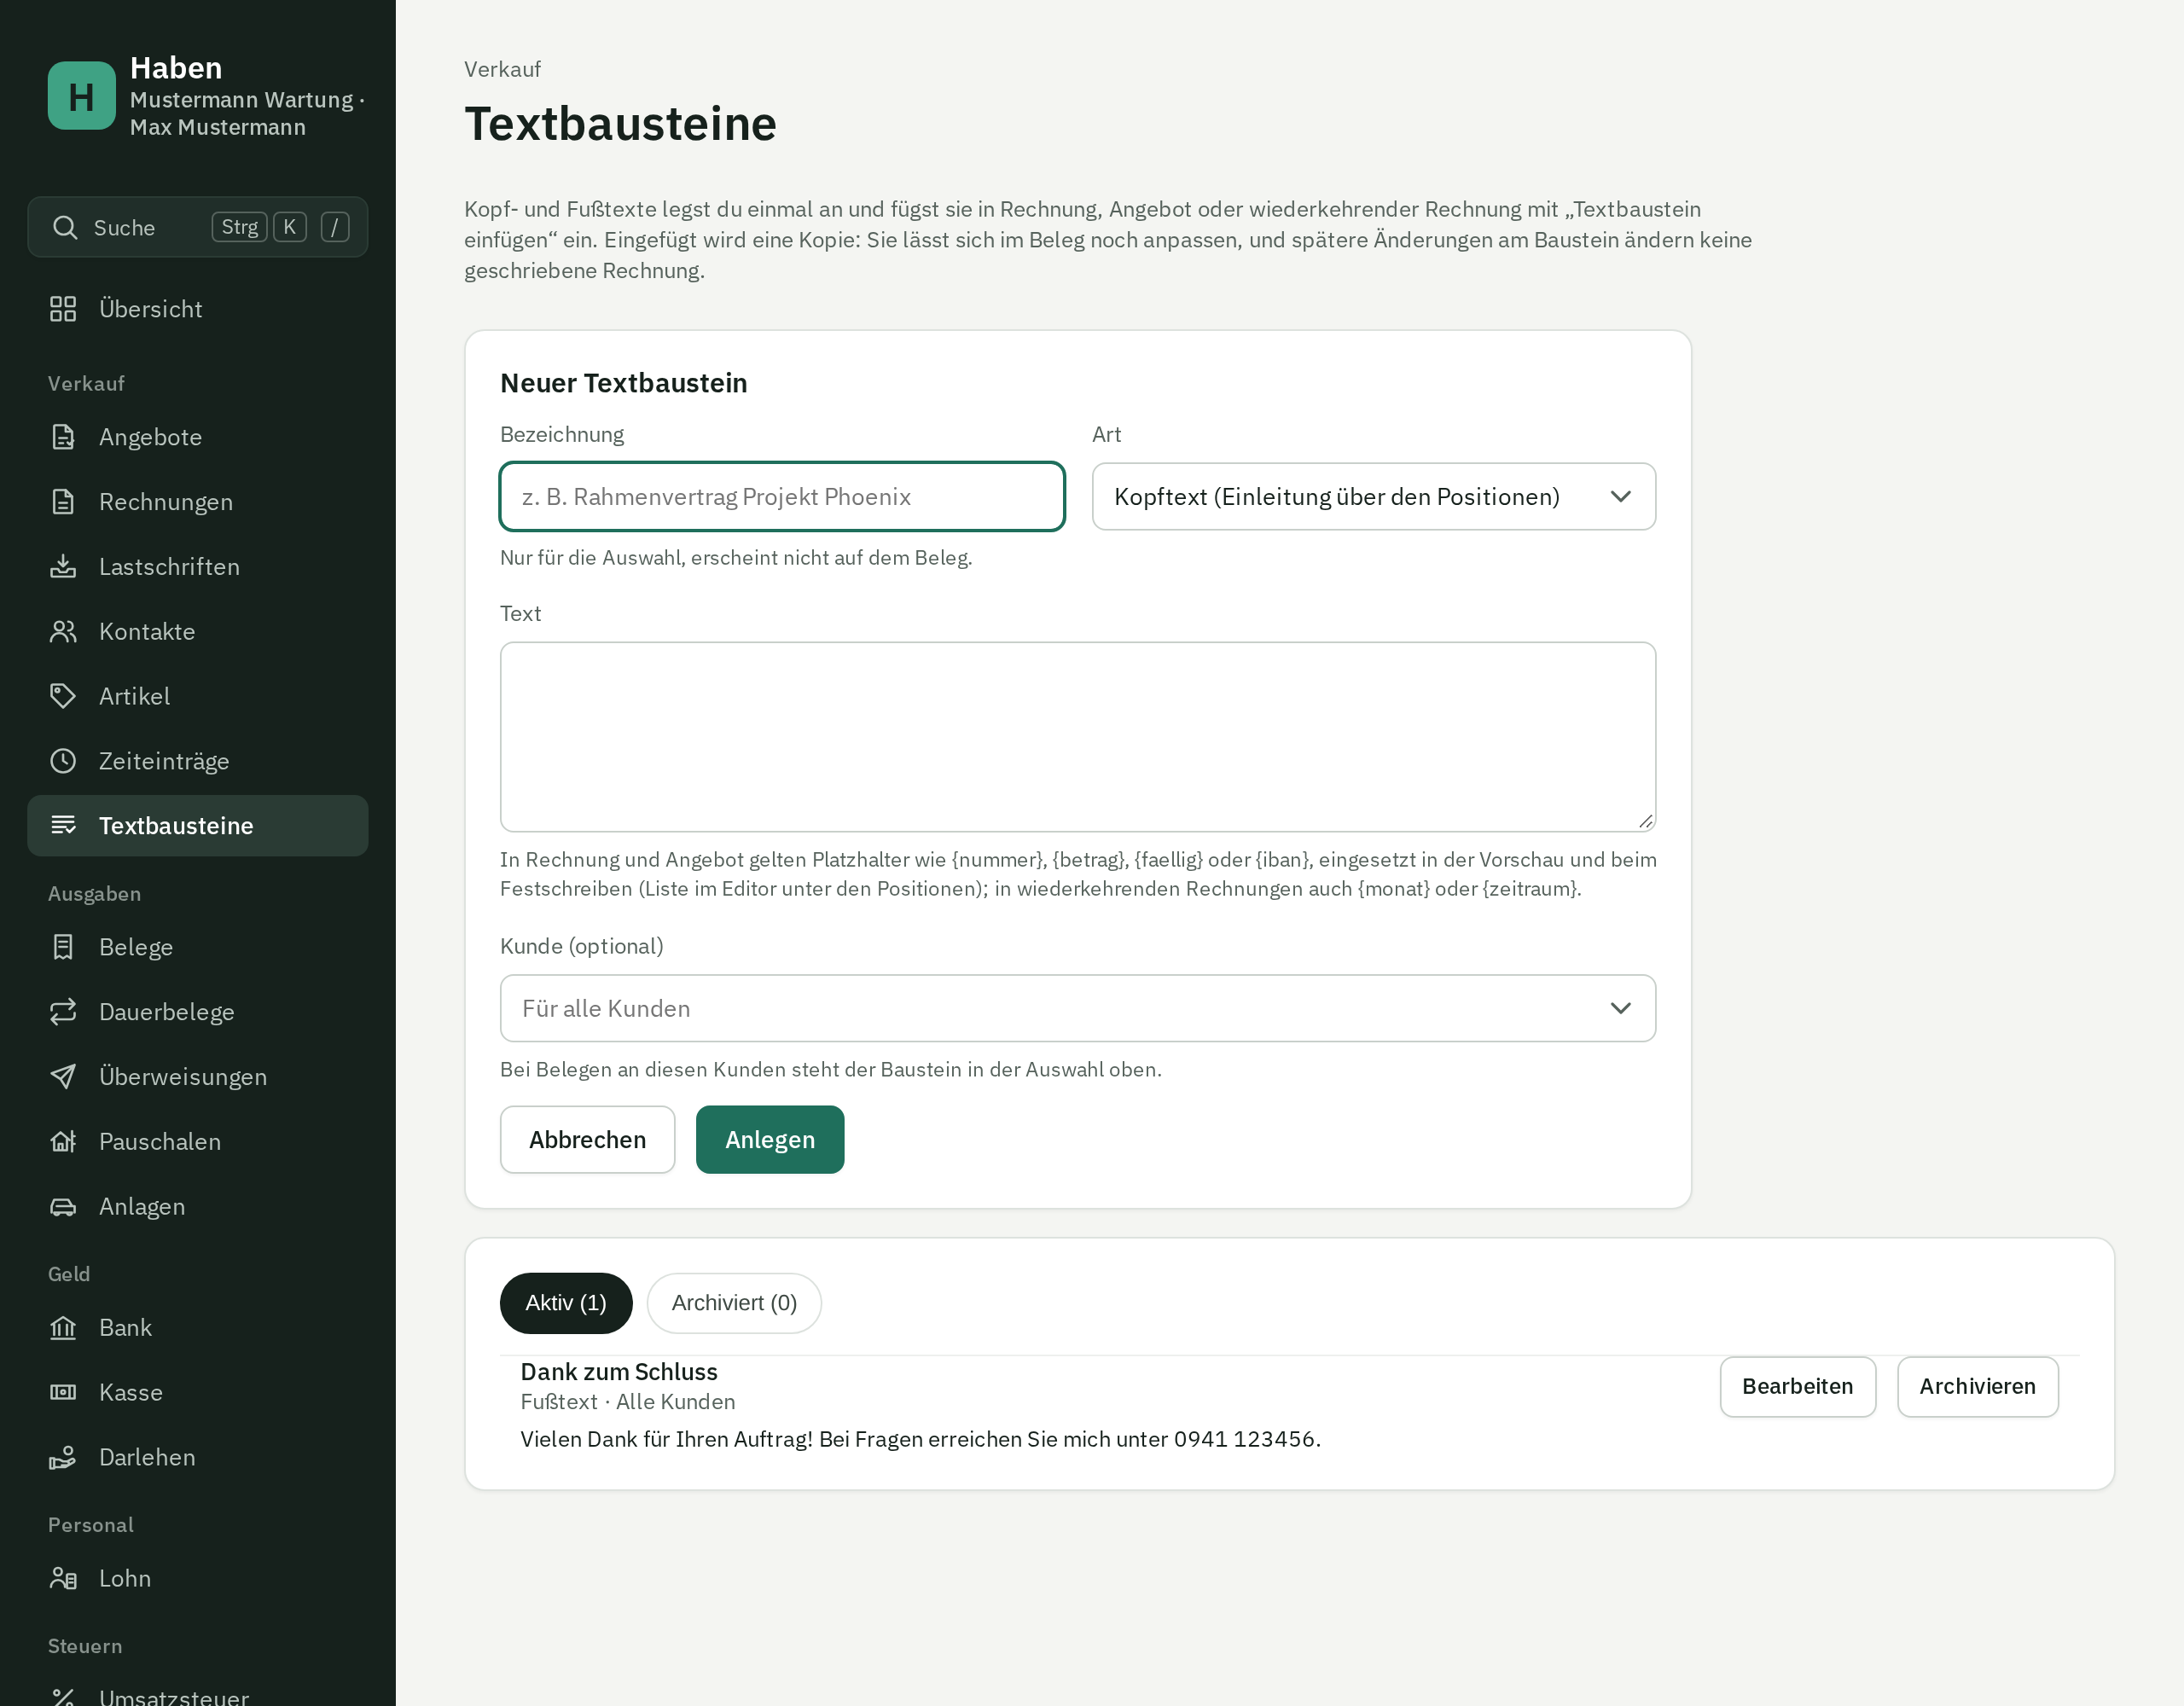 H
Haben
Mustermann Wartung ·
Max Mustermann
Suche Strg K /
Übersicht
Verkauf
Angebote
Rechnungen
Lastschriften
Kontakte
Artikel
Zeiteinträge
Textbausteine
Ausgaben
Belege
Dauerbelege
Überweisungen
Pauschalen
Anlagen
Geld
Bank
Kasse
Darlehen
Personal
Lohn
Steuern
Umsatzsteuer
Verkauf
Textbausteine
Kopf- und Fußtexte legst du einmal an und fügst sie in Rechnung, Angebot oder wiederkehrender Rechnung mit „Textbaustein
einfügen“ ein. Eingefügt wird eine Kopie: Sie lässt sich im Beleg noch anpassen, und spätere Änderungen am Baustein ändern keine
geschriebene Rechnung.
Neuer Textbaustein
Bezeichnung
z. B. Rahmenvertrag Projekt Phoenix
Nur für die Auswahl, erscheint nicht auf dem Beleg.
Art
Kopftext (Einleitung über den Positionen)
Text
In Rechnung und Angebot gelten Platzhalter wie {nummer}, {betrag}, {faellig} oder {iban}, eingesetzt in der Vorschau und beim
Festschreiben (Liste im Editor unter den Positionen); in wiederkehrenden Rechnungen auch {monat} oder {zeitraum}.
Kunde (optional)
Für alle Kunden
Bei Belegen an diesen Kunden steht der Baustein in der Auswahl oben.
Abbrechen Anlegen
Aktiv (1) Archiviert (0)
Dank zum Schluss
Fußtext · Alle Kunden
Vielen Dank für Ihren Auftrag! Bei Fragen erreichen Sie mich unter 0941 123456.
Bearbeiten Archivieren